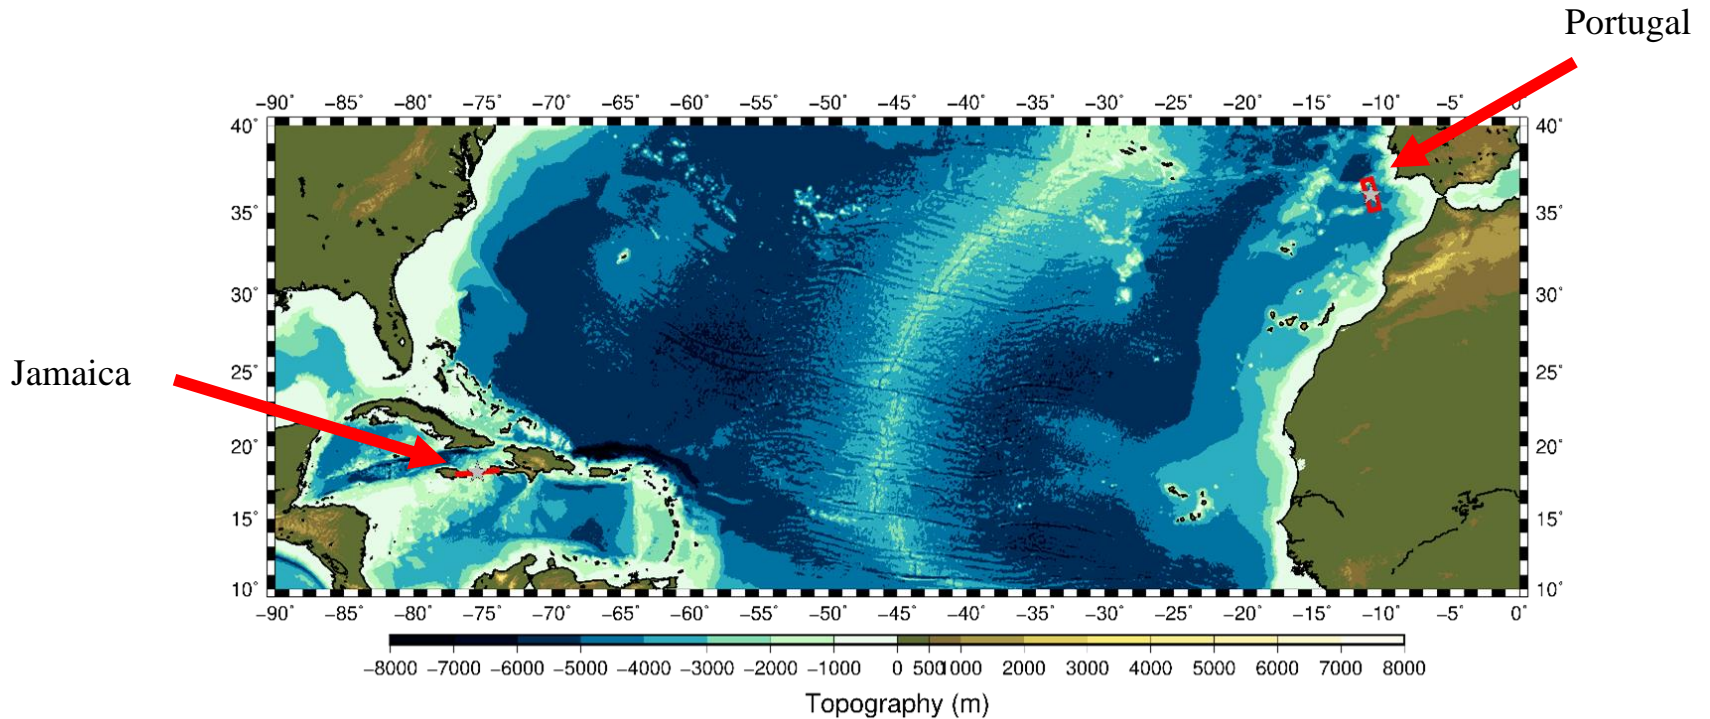 Portugal
−90˚ −85˚ −80˚ −75˚ −70˚ −65˚ −60˚ −55˚ −50˚ −45˚ −40˚ −35˚ −30˚ −25˚ −20˚ −15˚ −10˚ −5˚ 0˚
40˚ 40˚
35˚ 35˚
30˚ 30˚
Jamaica
25˚ 25˚
20˚ 20˚
15˚ 15˚
10˚ 10˚
−90˚ −85˚ −80˚ −75˚ −70˚ −65˚ −60˚ −55˚ −50˚ −45˚ −40˚ −35˚ −30˚ −25˚ −20˚ −15˚ −10˚ −5˚ 0˚
−8000 −7000 −6000 −5000 −4000 −3000 −2000 −1000 0 500 1000 2000 3000 4000 5000 6000 7000 8000
Topography (m)